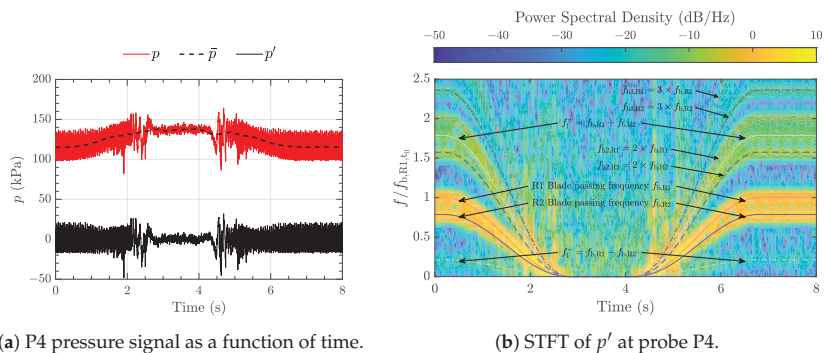 Power Spectral Density (dB/Hz)
−50 −40 −30 −20 −10 0 10
p p̄ p′
200
150
100
50
0
−50
p (kPa)
0 2 4 6 8
Time (s)
2.5
2
1.5
1
0.5
0
f/f_b,R1,t₀
f_b3,R1 = 3 × f_b,R1
f_b3,R2 = 3 × f_b,R2
f₁⁺ = f_b,R1 − f_b,R2
f_b2,R1 = 2 × f_b,R1
f_b2,R2 = 2 × f_b,R2
R1 Blade passing frequency f_b,R1
R2 Blade passing frequency f_b,R2
f₁⁻ = f_b,R1 − f_b,R2
0 2 4 6 8
Time (s)
(a) P4 pressure signal as a function of time.
(b) STFT of p′ at probe P4.